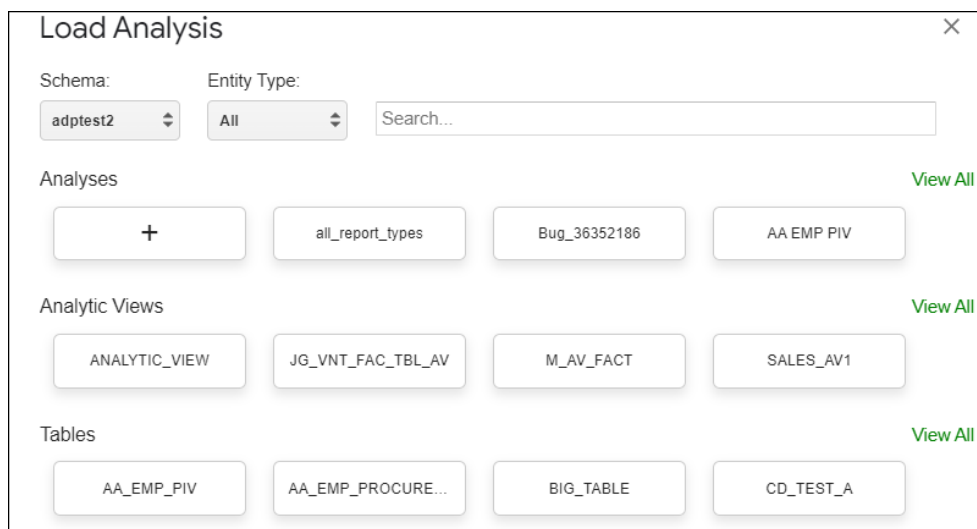 Load Analysis
Schema: Entity Type:
adptest2 All Search...
Analyses View All
+ all_report_types Bug_36352186 AA EMP PIV
Analytic Views View All
ANALYTIC_VIEW JG_VNT_FAC_TBL_AV M_AV_FACT SALES_AV1
Tables View All
AA_EMP_PIV AA_EMP_PROCURE... BIG_TABLE CD_TEST_A